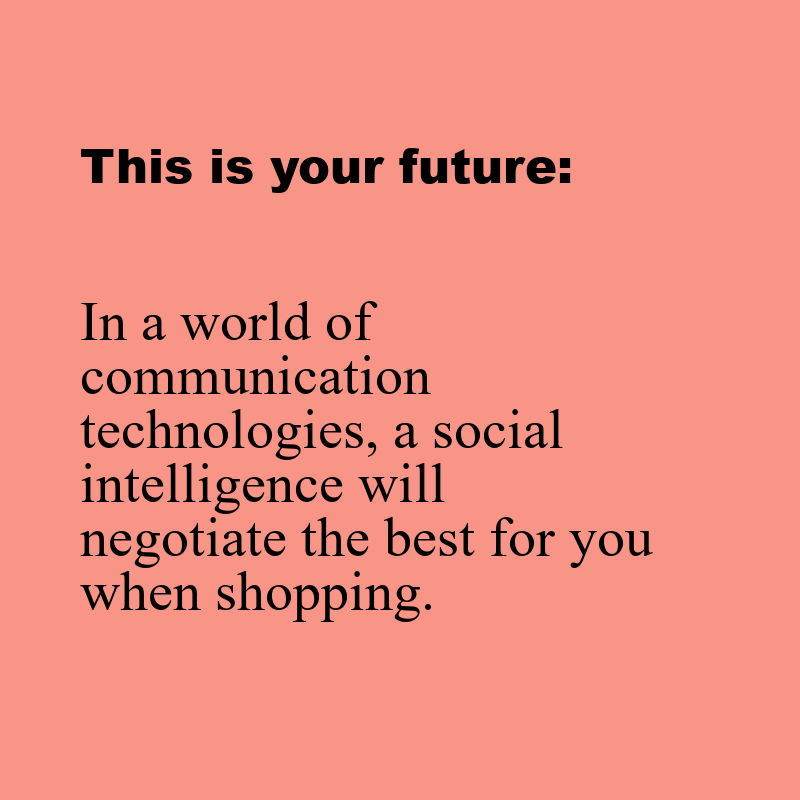 This is your future:
In a world of
communication
technologies, a social
intelligence will
negotiate the best for you
when shopping.